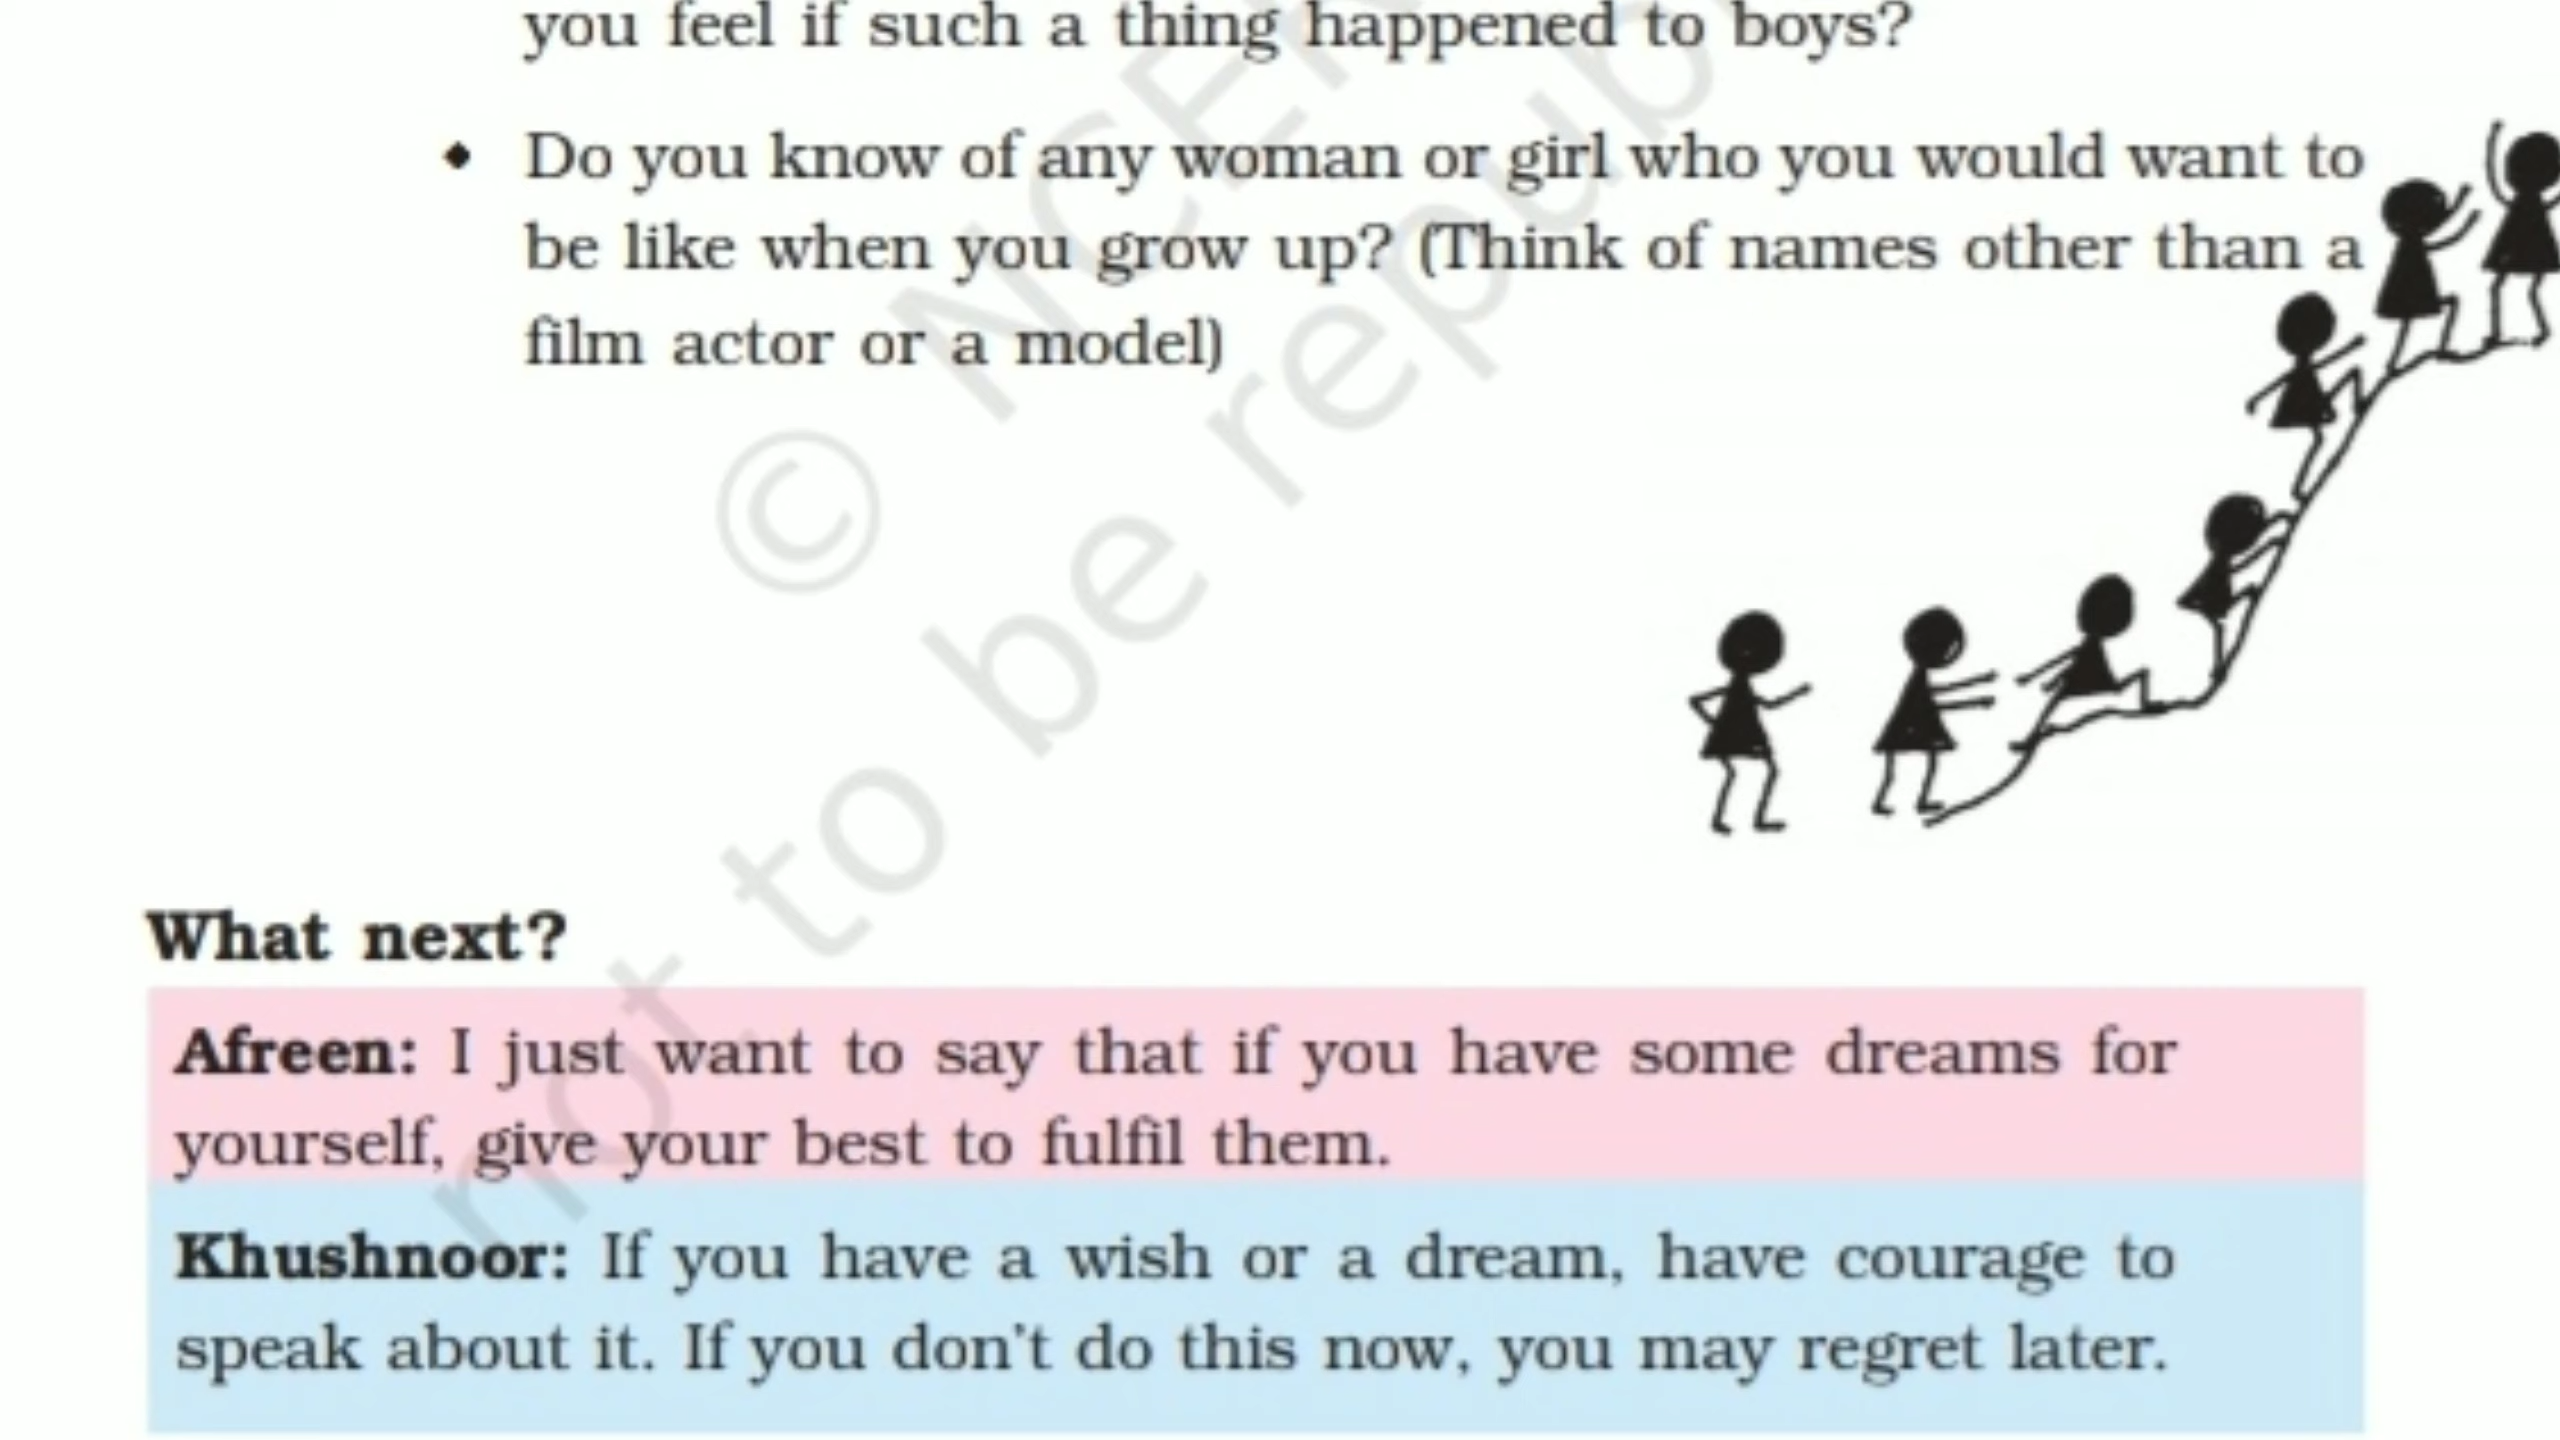 you feel if such a thing happened to boys?
◆ Do you know of any woman or girl who you would want to
be like when you grow up? (Think of names other than a
film actor or a model)
What next?
Afreen: I just want to say that if you have some dreams for
yourself, give your best to fulfil them.
Khushnoor: If you have a wish or a dream, have courage to
speak about it. If you don't do this now, you may regret later.
©
not to be